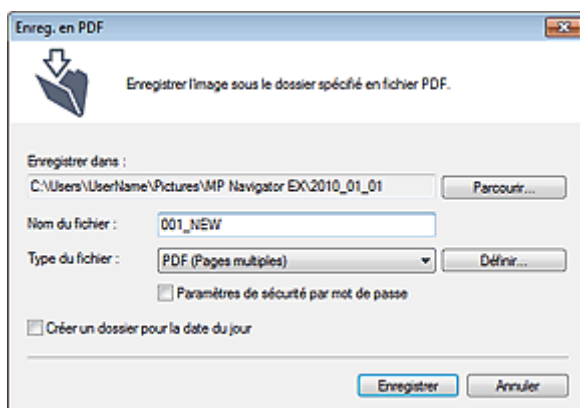 Enreg. en PDF
Enregistrer l'image sous le dossier spécifié en fichier PDF.
Enregistrer dans :
C:\Users\UserName\Pictures\MP Navigator EX\2010_01_01
Parcourir...
Nom du fichier :
001_NEW
Type du fichier :
PDF (Pages multiples)
Définir...
Paramètres de sécurité par mot de passe
Créer un dossier pour la date du jour
Enregistrer
Annuler